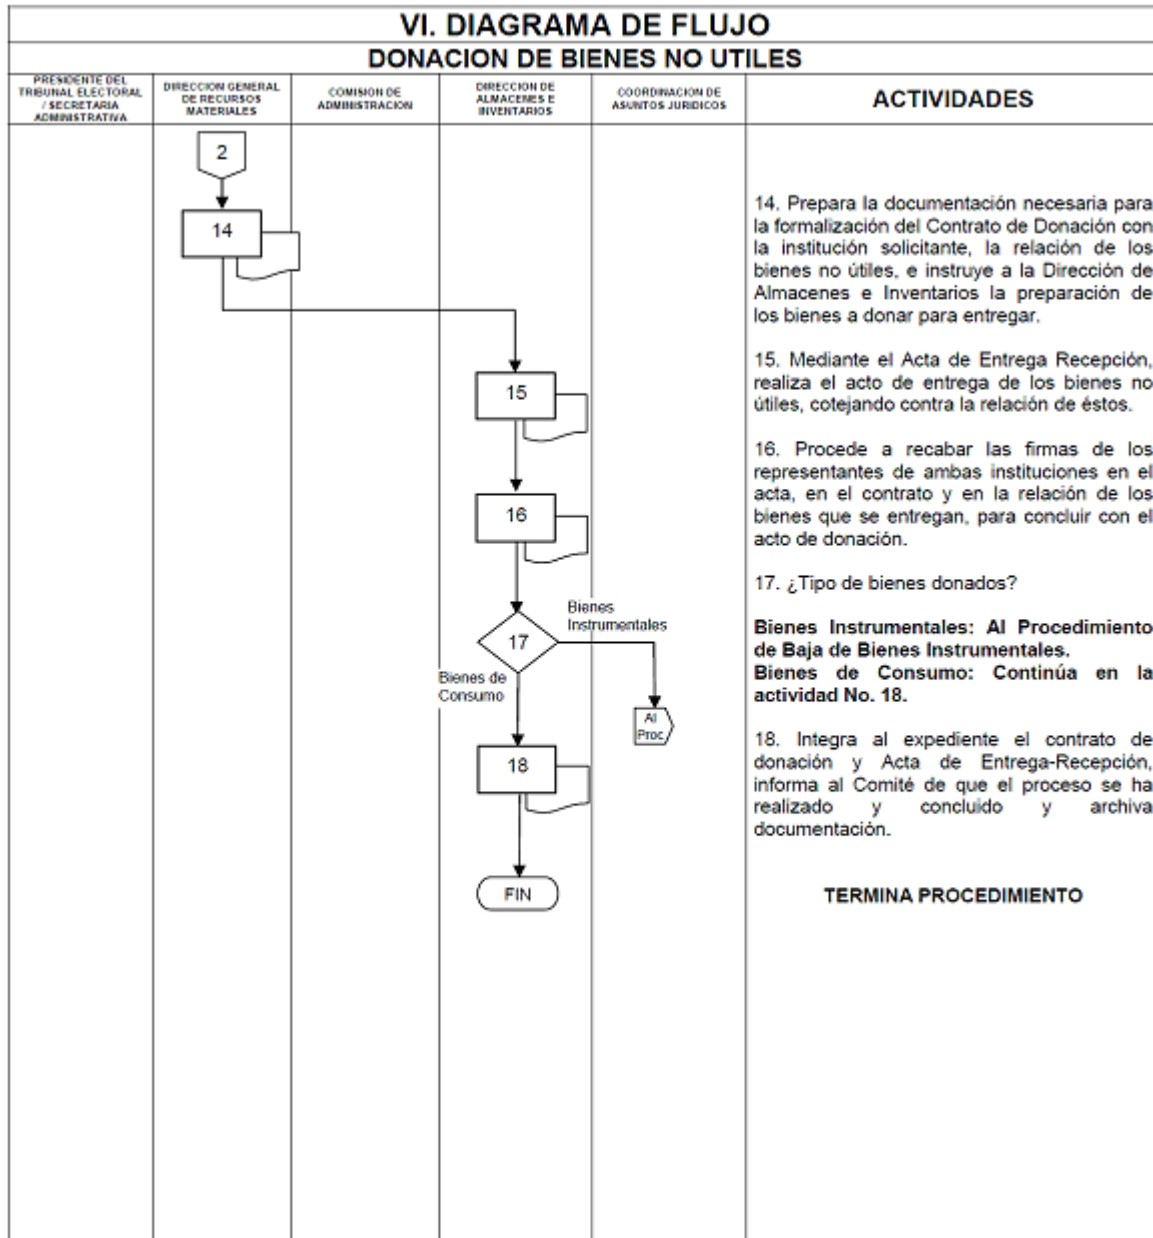 VI. DIAGRAMA DE FLUJO
DONACION DE BIENES NO UTILES
PRESIDENTE DEL
TRIBUNAL ELECTORAL
/ SECRETARIA
ADMINISTRATIVA
DIRECCION GENERAL
DE RECURSOS
MATERIALES
COMISION DE
ADMINISTRACION
DIRECCION DE
ALMACENES E
INVENTARIOS
COORDINACION DE
ASUNTOS JURIDICOS
ACTIVIDADES
2
14
15
16
17
Bienes
Instrumentales
Bienes de
Consumo
Al
Proc.
18
FIN
14. Prepara la documentación necesaria para
la formalización del Contrato de Donación con
la institución solicitante, la relación de los
bienes no útiles, e instruye a la Dirección de
Almacenes e Inventarios la preparación de
los bienes a donar para entregar.
15. Mediante el Acta de Entrega Recepción,
realiza el acto de entrega de los bienes no
útiles, cotejando contra la relación de éstos.
16. Procede a recabar las firmas de los
representantes de ambas instituciones en el
acta, en el contrato y en la relación de los
bienes que se entregan, para concluir con el
acto de donación.
17. ¿Tipo de bienes donados?
Bienes Instrumentales: Al Procedimiento
de Baja de Bienes Instrumentales.
Bienes de Consumo: Continúa en la
actividad No. 18.
18. Integra al expediente el contrato de
donación y Acta de Entrega-Recepción,
informa al Comité de que el proceso se ha
realizado y concluido y archiva
documentación.
TERMINA PROCEDIMIENTO